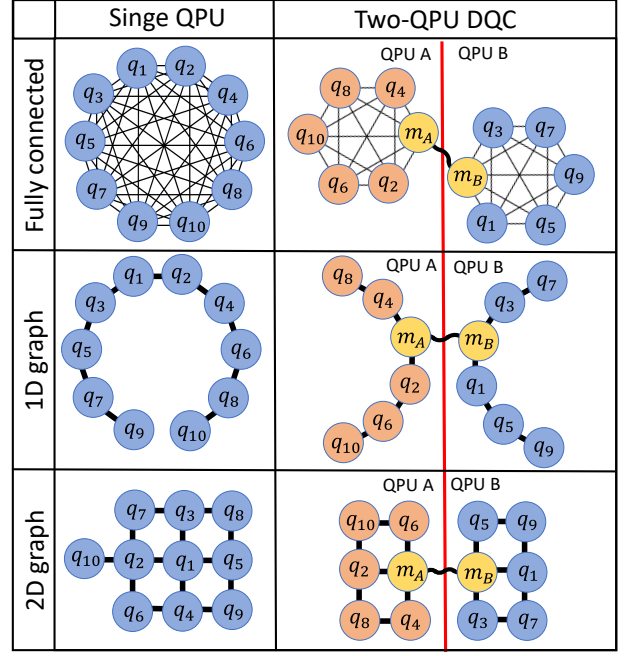 Singe QPU
Two-QPU DQC
Fully connected
q1 q2
q3 q4
q5 q6
q7 q8
q9 q10
QPU A QPU B
q8 q4
q10 mA
q6 q2
q3 q7
mB q9
q1 q5
1D graph
q1 q2
q3 q4
q5 q6
q7 q8
q9 q10
QPU A QPU B
q8
q4
mA
q2
q6
q10
q7
q3
mB
q1
q5
q9
2D graph
q7 q3 q8
q10 q2 q1 q5
q6 q4 q9
QPU A QPU B
q10 q6 q5 q9
q2 mA mB q1
q8 q4 q3 q7